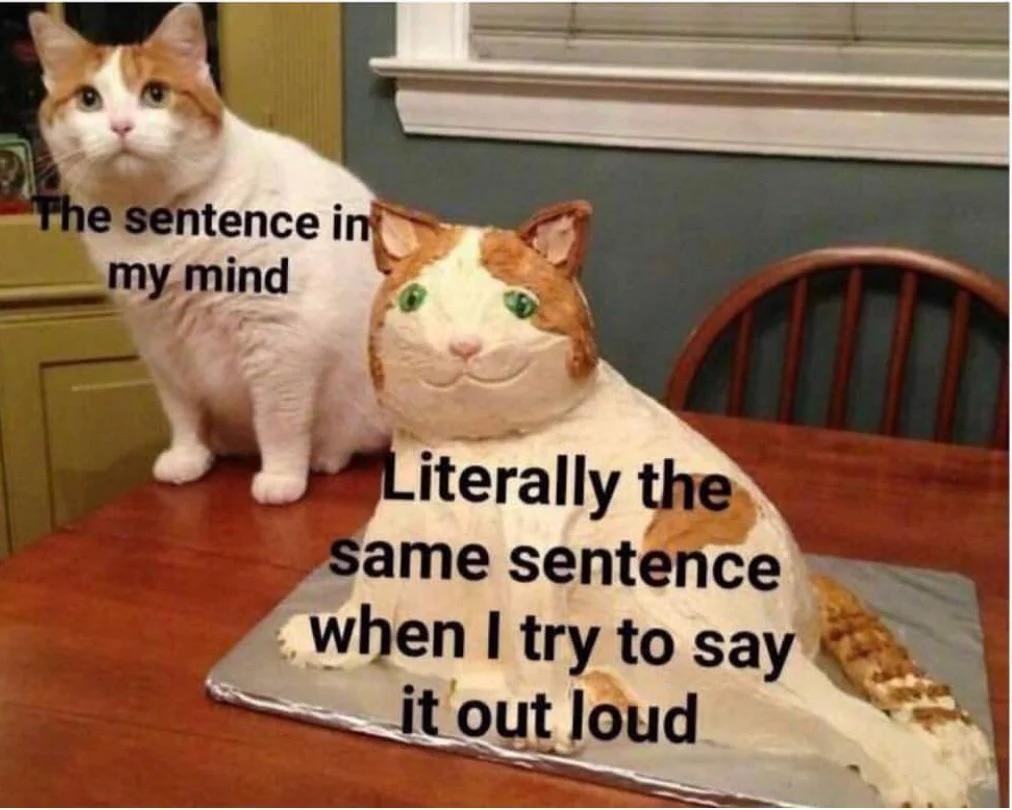 The sentence in
my mind
Literally the
same sentence
when I try to say
it out loud